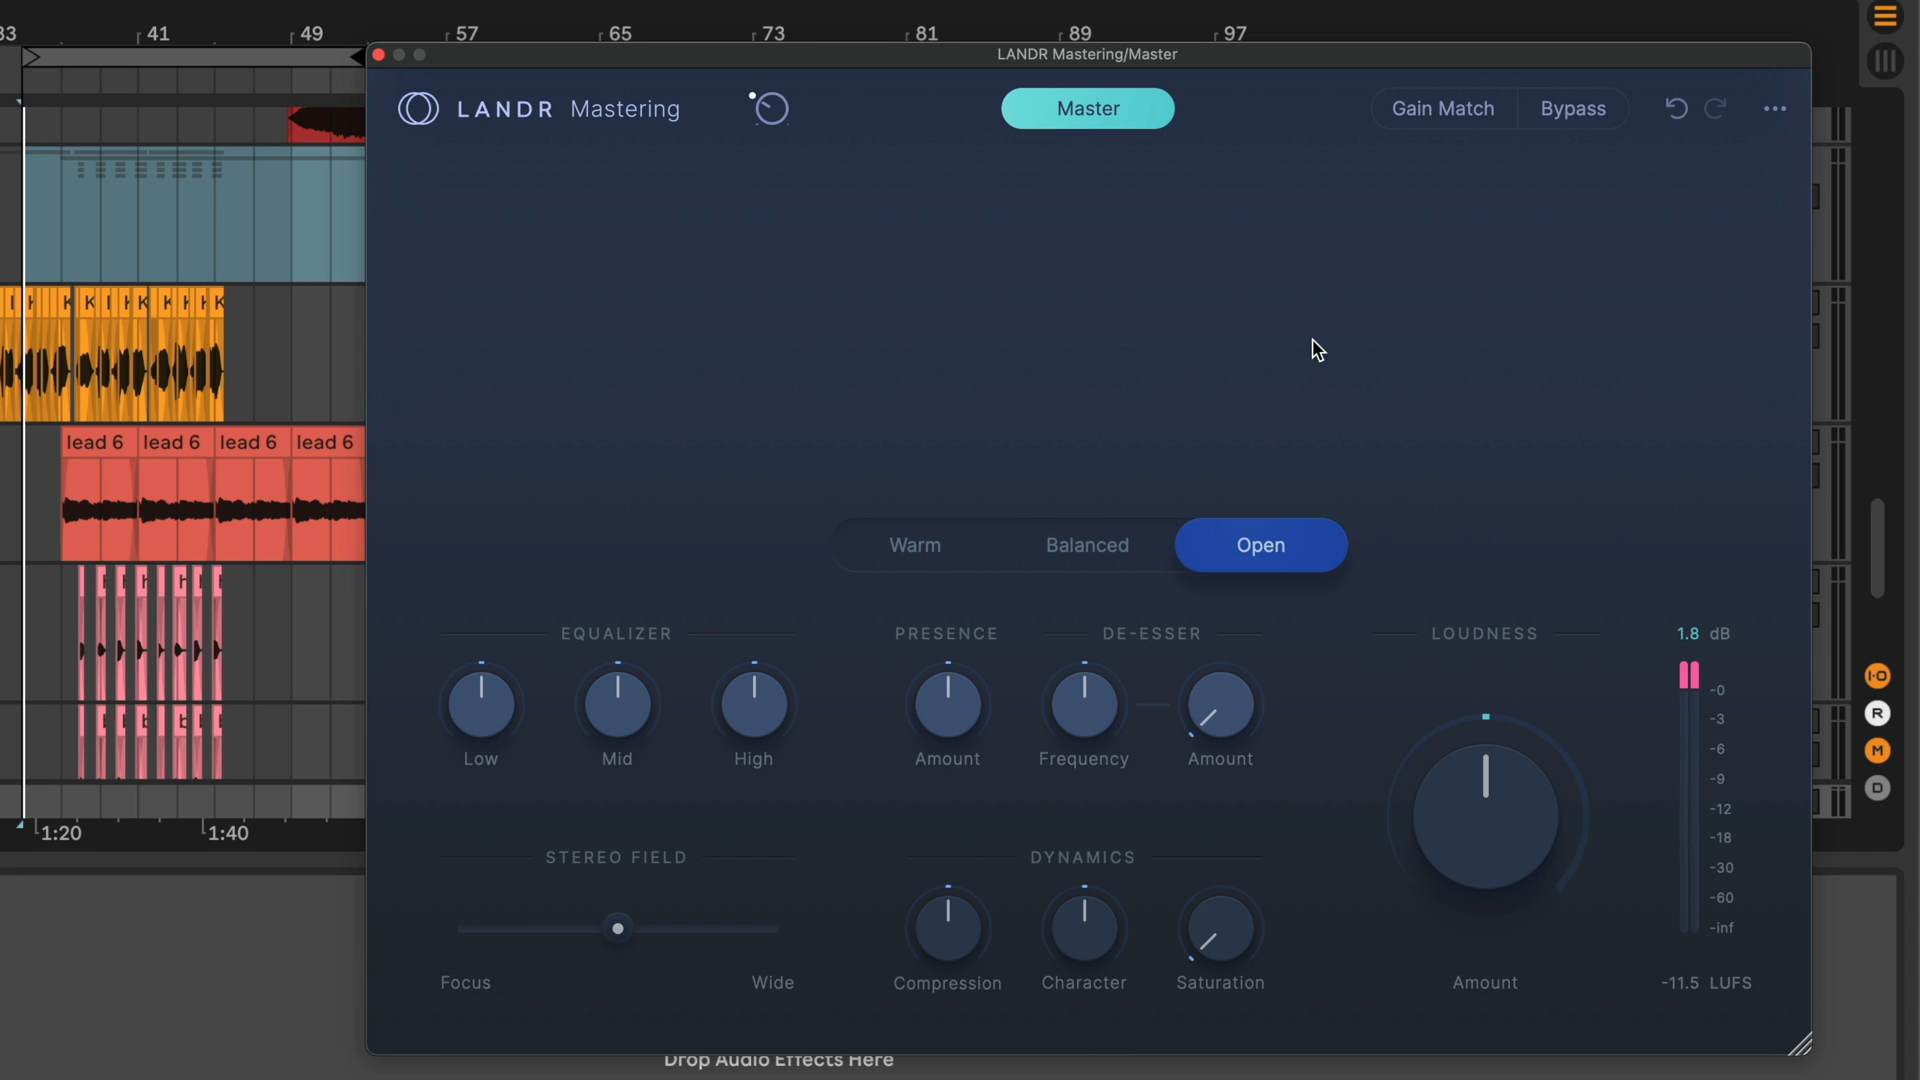 33 41 49 57 65 73 81 89 97
LANDR Mastering/Master
LANDR Mastering
Master
Gain Match
Bypass
lead 6 lead 6 lead 6 lead 6
Warm
Balanced
Open
EQUALIZER
PRESENCE
DE-ESSER
LOUDNESS
1.8 dB
Low
Mid
High
Amount
Frequency
Amount
-0
-3
-6
-9
-12
-18
-30
-60
-inf
I-O
R
M
D
1:20
1:40
STEREO FIELD
DYNAMICS
Focus
Wide
Compression
Character
Saturation
Amount
-11.5 LUFS
Drop Audio Effects Here